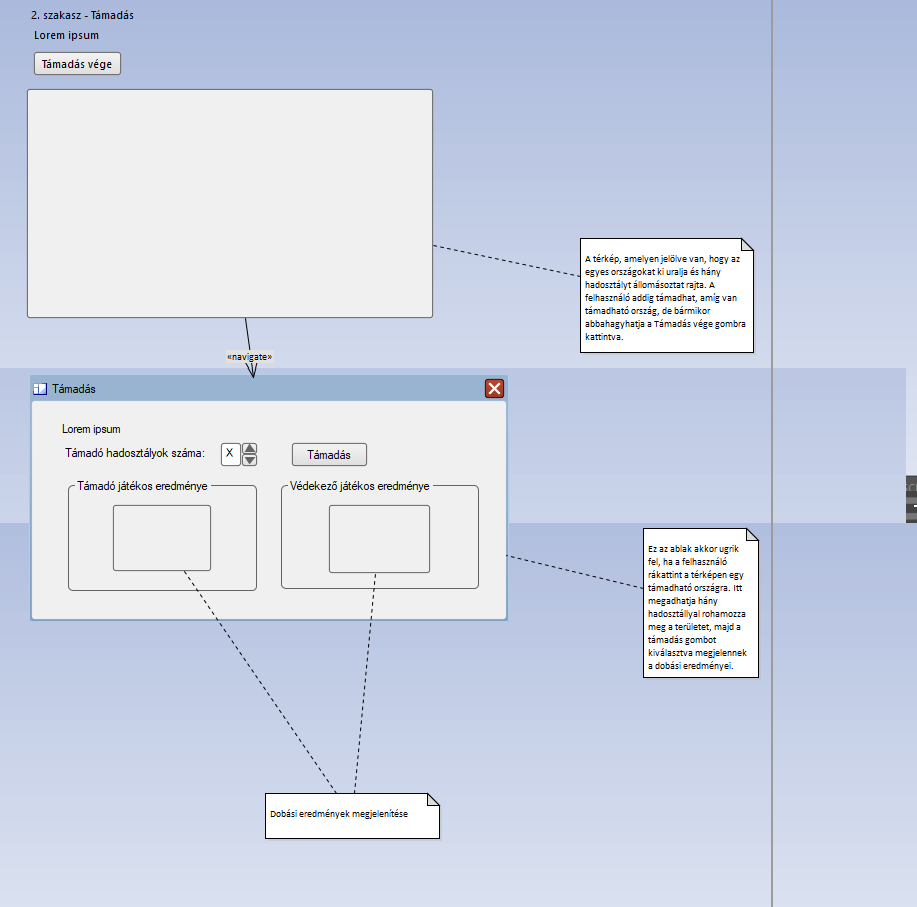 2. szakasz - Támadás
Lorem ipsum
Támadás vége
A térkép, amelyen jelölve van, hogy az
egyes országokat ki uralja és hány
hadosztályt állomásoztat rajta. A
felhasználó addig támadhat, amíg van
támadható ország, de bármikor
abbahagyhatja a Támadás vége gombra
kattintva.
«navigate»
Támadás
Lorem ipsum
Támadó hadosztályok száma:
X
Támadás
Támadó játékos eredménye
Védekező játékos eredménye
Ez az ablak akkor ugrik
fel, ha a felhasználó
rákattint a térképen egy
támadható országra. Itt
megadhatja hány
hadosztállyal rohamozza
meg a területet, majd a
támadás gombot
kiválasztva megjelennek
a dobási eredményei.
Dobási eredmények megjelenítése